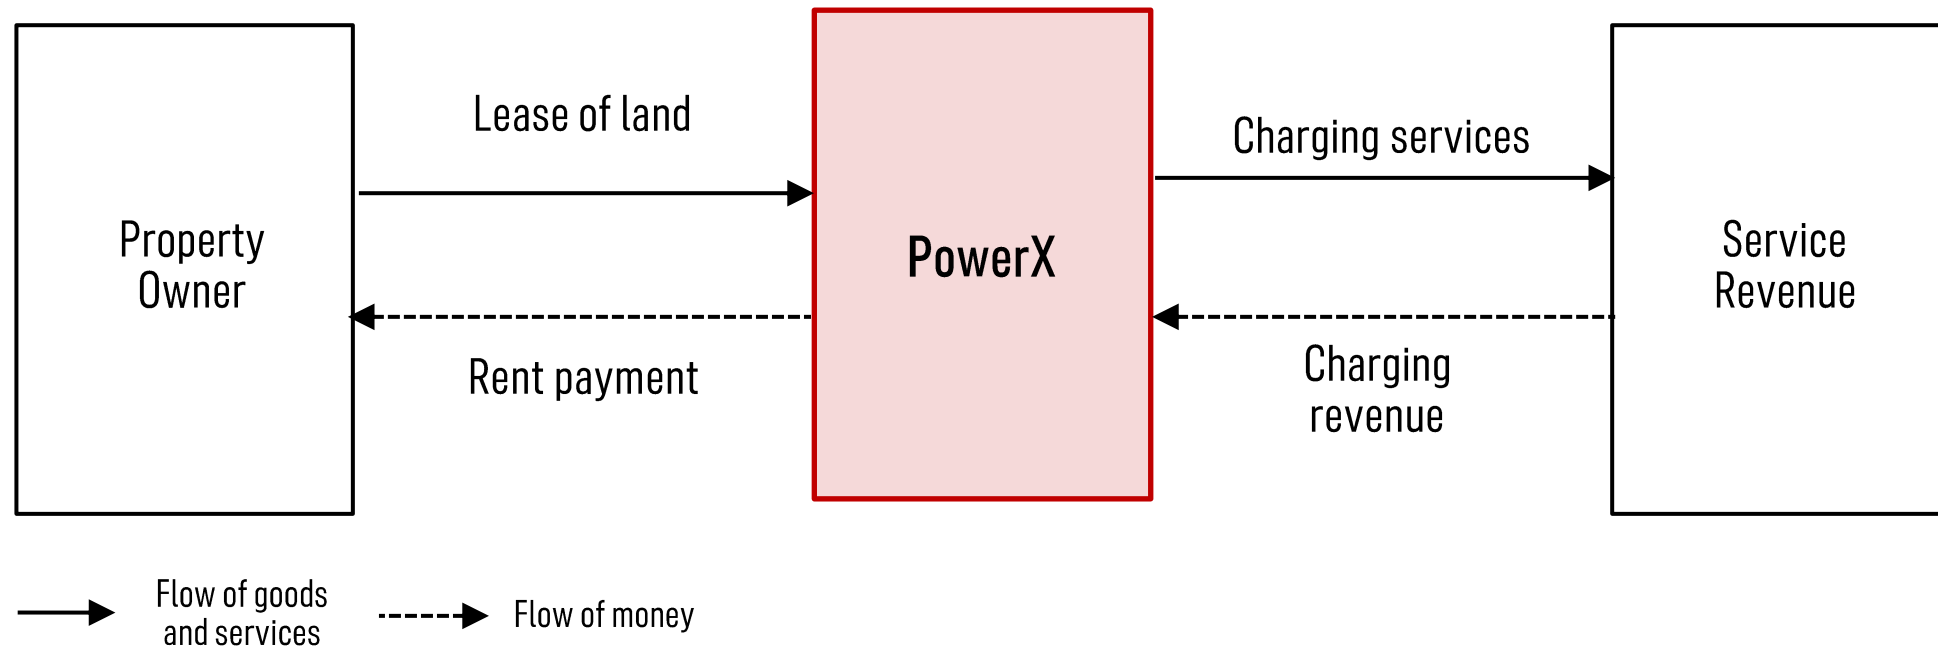 Lease of land
Charging services
Property
Owner
PowerX
Service
Revenue
Rent payment
Charging
revenue
Flow of goods
and services
Flow of money